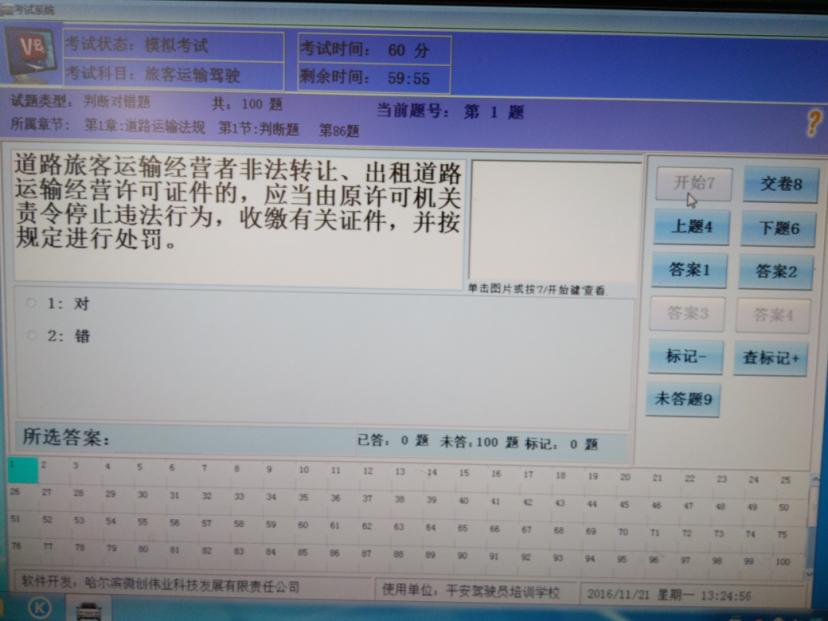 考试系统
考试状态：模拟考试
考试科目：旅客运输驾驶
考试时间： 60 分
剩余时间： 59:55
试题类型：判断对错题 共：100 题 当前题号： 第 1 题
所属章节： 第1章:道路运输法规 第1节:判断题 第86题
道路旅客运输经营者非法转让、出租道路
运输经营许可证件的，应当由原许可机关
责令停止违法行为，收缴有关证件，并按
规定进行处罚。
单击图片或按7/开始键查看.
1： 对
2： 错
开始7 交卷8
上题4 下题6
答案1 答案2
答案3 答案4
标记- 查标记+
未答题9
所选答案：
已答： 0 题 未答：100 题 标记： 0 题
1 2 3 4 5 6 7 8 9 10 11 12 13 14 15 16 17 18 19 20 21 22 23 24 25
26 27 28 29 30 31 32 33 34 35 36 37 38 39 40 41 42 43 44 45 46 47 48 49 50
51 52 53 54 55 56 57 58 59 60 61 62 63 64 65 66 67 68 69 70 71 72 73 74 75
76 77 78 79 80 81 82 83 84 85 86 87 88 89 90 91 92 93 94 95 96 97 98 99 100
软件开发：哈尔滨微创伟业科技发展有限责任公司 使用单位：平安驾驶员培训学校 2016/11/21 星期一 13:24:56